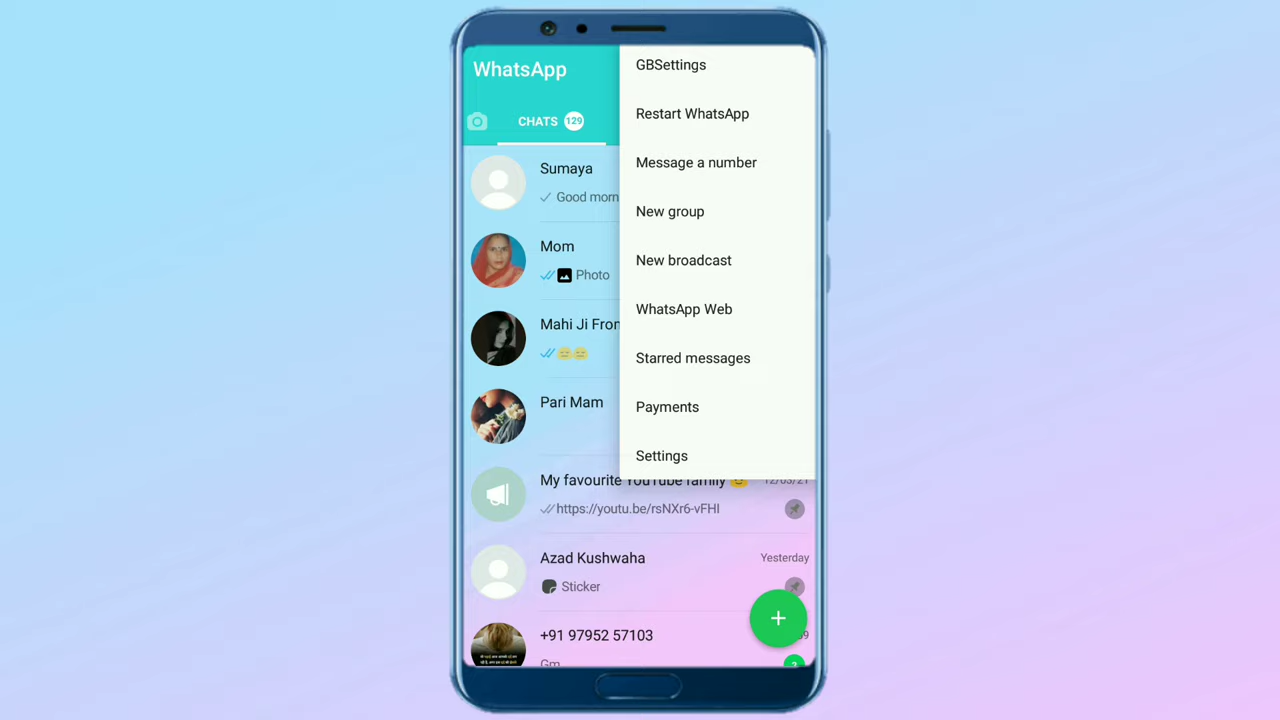 WhatsApp
CHATS 129
GBSettings
Restart WhatsApp
Message a number
New group
New broadcast
WhatsApp Web
Starred messages
Payments
Settings
Sumaya
Good morn
Mom
Photo
Mahi Ji Fron
Pari Mam
My favourite YouTube family
https://youtu.be/rsNXr6-vFHI
Azad Kushwaha
Yesterday
Sticker
+91 97952 57103
Gm